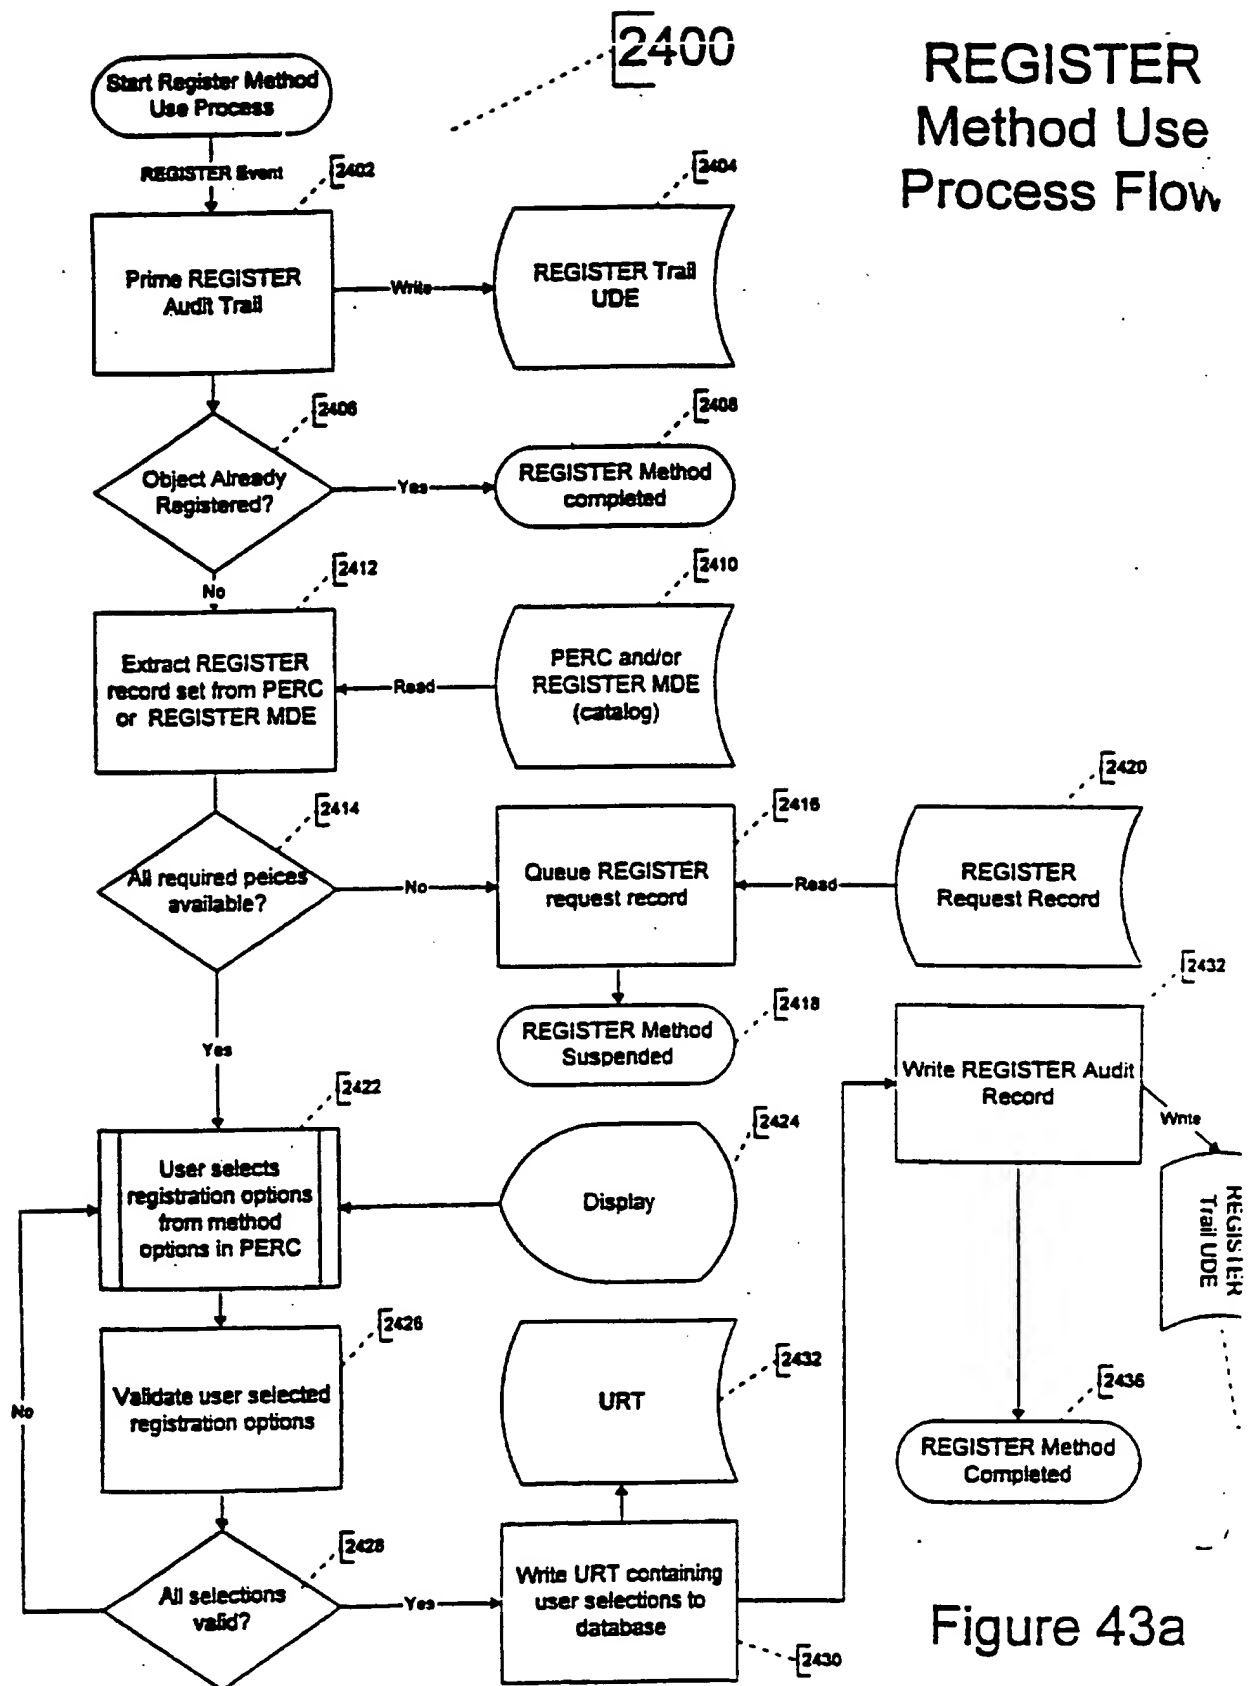 2400
REGISTER
Method Use
Process Flow
Start Register Method
Use Process
REGISTER Event
2402
2404
Prime REGISTER
Audit Trail
Write
REGISTER Trail
UDE
2406
2408
Object Already
Registered?
Yes
REGISTER Method
completed
No
2412
2410
Extract REGISTER
record set from PERC
or REGISTER MDE
Read
PERC and/or
REGISTER MDE
(catalog)
2414
2416
2420
All required peices
available?
No
Queue REGISTER
request record
Read
REGISTER
Request Record
2418
REGISTER Method
Suspended
2432
Write REGISTER Audit
Record
Write
REGISTER
Trail UDE
Yes
2422
2424
User selects
registration options
from method
options in PERC
Display
2426
2432
Validate user selected
registration options
URT
No
2436
REGISTER Method
Completed
2428
All selections
valid?
Yes
Write URT containing
user selections to
database
2430
Figure 43a